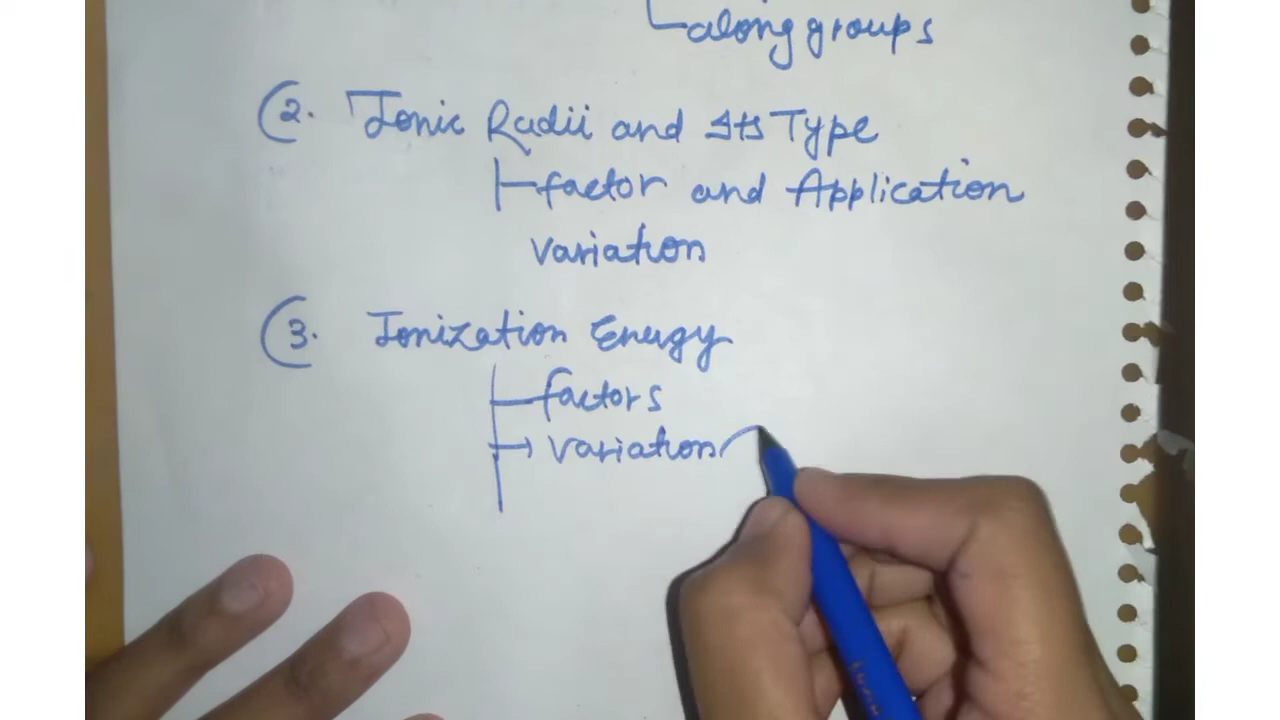 along groups
2. Ionic Radii and Its Type
factor and Application
variation
3. Ionization Energy
factors
→ variation